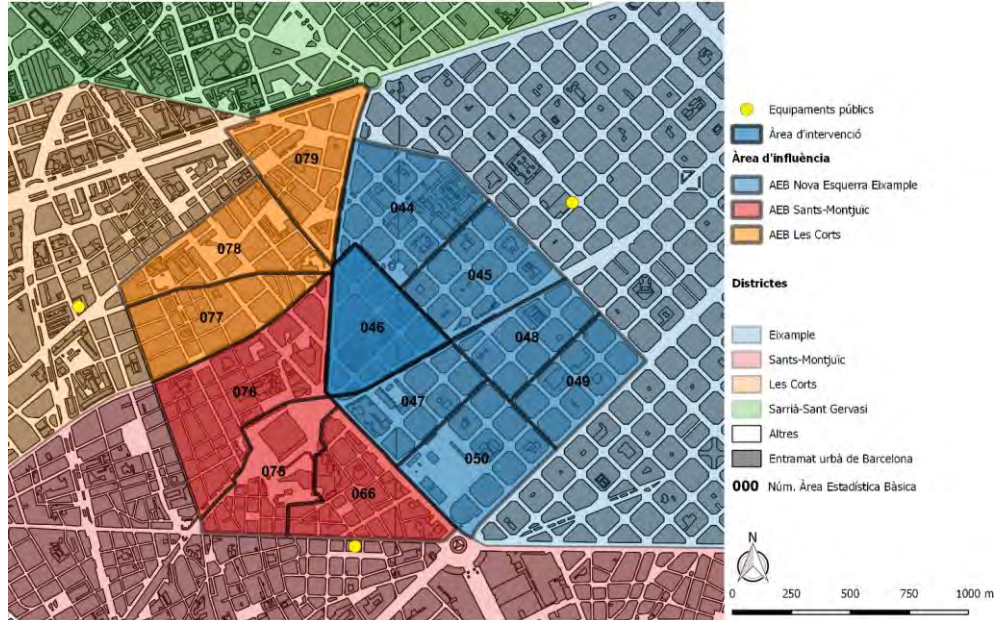 079
044
078
045
077
046
048
076
047
049
075
050
066
Equipaments públics
Àrea d'intervenció
Àrea d'influència
AEB Nova Esquerra Eixample
AEB Sants-Montjuïc
AEB Les Corts
Districtes
Eixample
Sants-Montjuïc
Les Corts
Sarrià-Sant Gervasi
Altres
Entramat urbà de Barcelona
000 Núm. Àrea Estadística Bàsica
N
0 250 500 750 1000 m